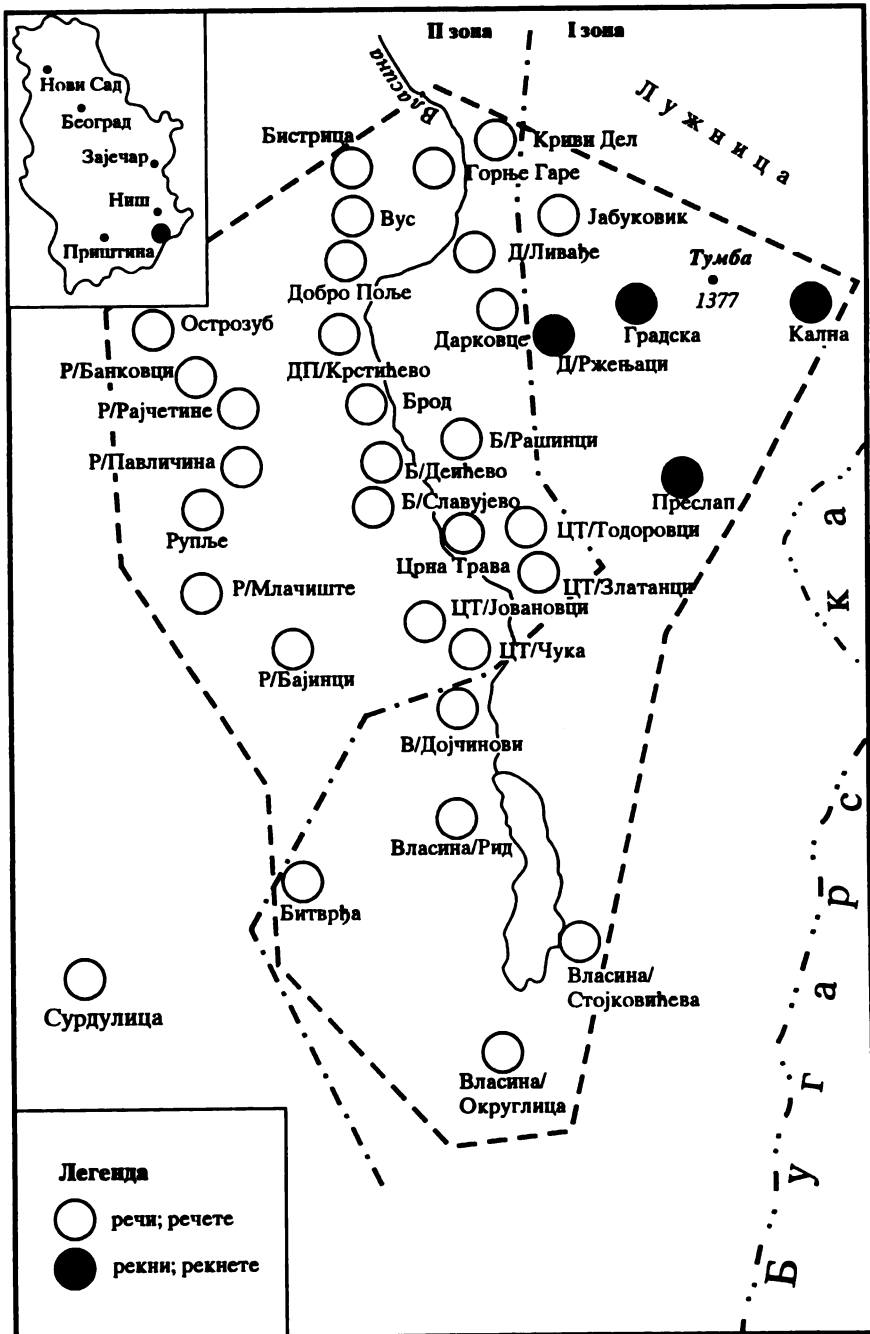 II зона
I зона
Нови Сад
Београд
Зајечар
Ниш
Приштина
Власина
Лужница
Бистрица
Криви Дел
Горње Гаре
Вус
Јабуковик
Д/Ливађе
Тумба
1377
Добро Поље
Острозуб
Дарковце
Градска
Кална
Д/Ржењаци
Р/Банковци
ДП/Крстићево
Р/Рајчетине
Брод
Б/Рашинци
Р/Павличина
Б/Деићево
Б/Славујево
Преслап
Рупље
ЦТ/Тодоровци
Црна Трава
ЦТ/Златанци
Р/Млачиште
ЦТ/Јовановци
ЦТ/Чука
Р/Бајинци
В/Дојчинови
Власина/Рид
Битврђа
Власина/
Стојковићева
Сурдулица
Власина/
Округлица
Бугарска
Легенда
речи; речете
рекни; рекнете